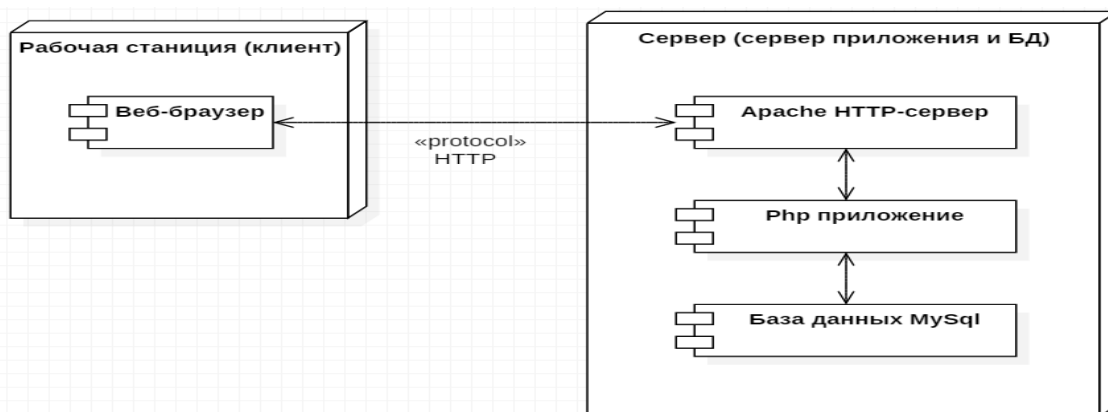 Рабочая станиция (клиент)
Веб-браузер
«protocol»
HTTP
Сервер (сервер приложения и БД)
Apache HTTP-сервер
Php приложение
База данных MySql